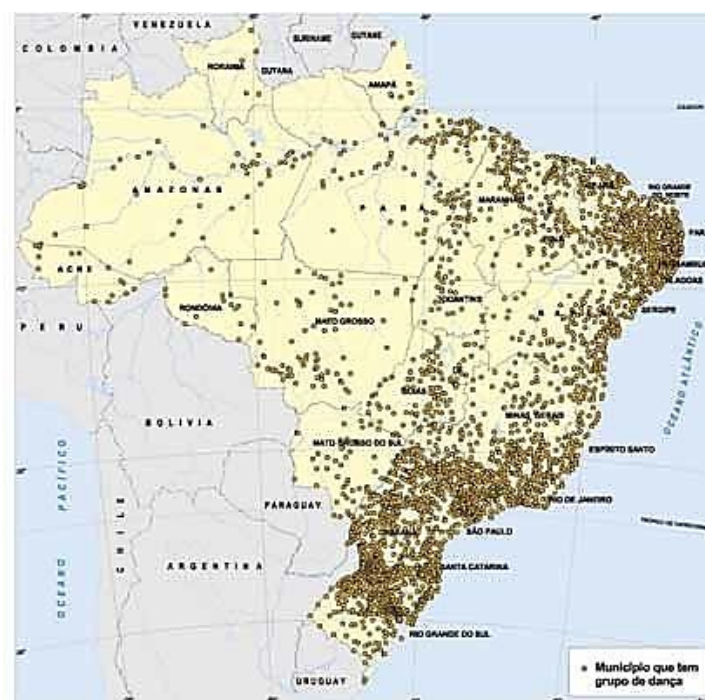 VENEZUELA
COLOMBIA
SURINAME
GUYANE
GUYANA
RORAIMA
AMAPÁ
AMAZONAS
PARÁ
MARANHÃO
RIO GRANDE
DO NORTE
ACRE
RONDÔNIA
TOCANTINS
ALAGOAS
SERGIPE
PERU
MATO GROSSO
BAHIA
GOIÁS
BOLIVIA
MINAS GERAIS
OCEANO ATLÂNTICO
MATO GROSSO DO SUL
ESPÍRITO SANTO
OCEANO PACÍFICO
PARAGUAY
RIO DE JANEIRO
CHILE
SÃO PAULO
ARGENTINA
SANTA CATARINA
RIO GRANDE DO SUL
URUGUAY
Município que tem
grupo de dança